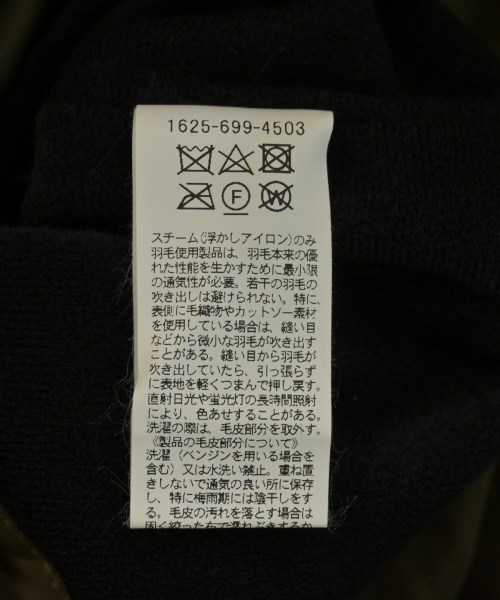 1625-699-4503
F
W
スチーム(浮かしアイロン)のみ
羽毛使用製品は、羽毛本来の優
れた性能を生かすために最小限
の通気性が必要。若干の羽毛の
吹き出しは避けられない。特に、
表側に毛織物やカットソー素材
を使用している場合は、縫い目
などから微小な羽毛が吹き出す
ことがある。縫い目から羽毛が
吹き出していたら、引っ張らず
に表地を軽くつまんで押し戻す。
直射日光や蛍光灯の長時間照射
により、色あせすることがある。
洗濯の際は、毛皮部分を取外す。
《製品の毛皮部分について》
洗濯(ベンジンを用いる場合を
含む)又は水洗い禁止。重ね置
きしないで通気の良い所に保存
し、特に梅雨期には陰干しをす
る。毛皮の汚れを落とす場合は
固く絞った布で濡れぶきするか